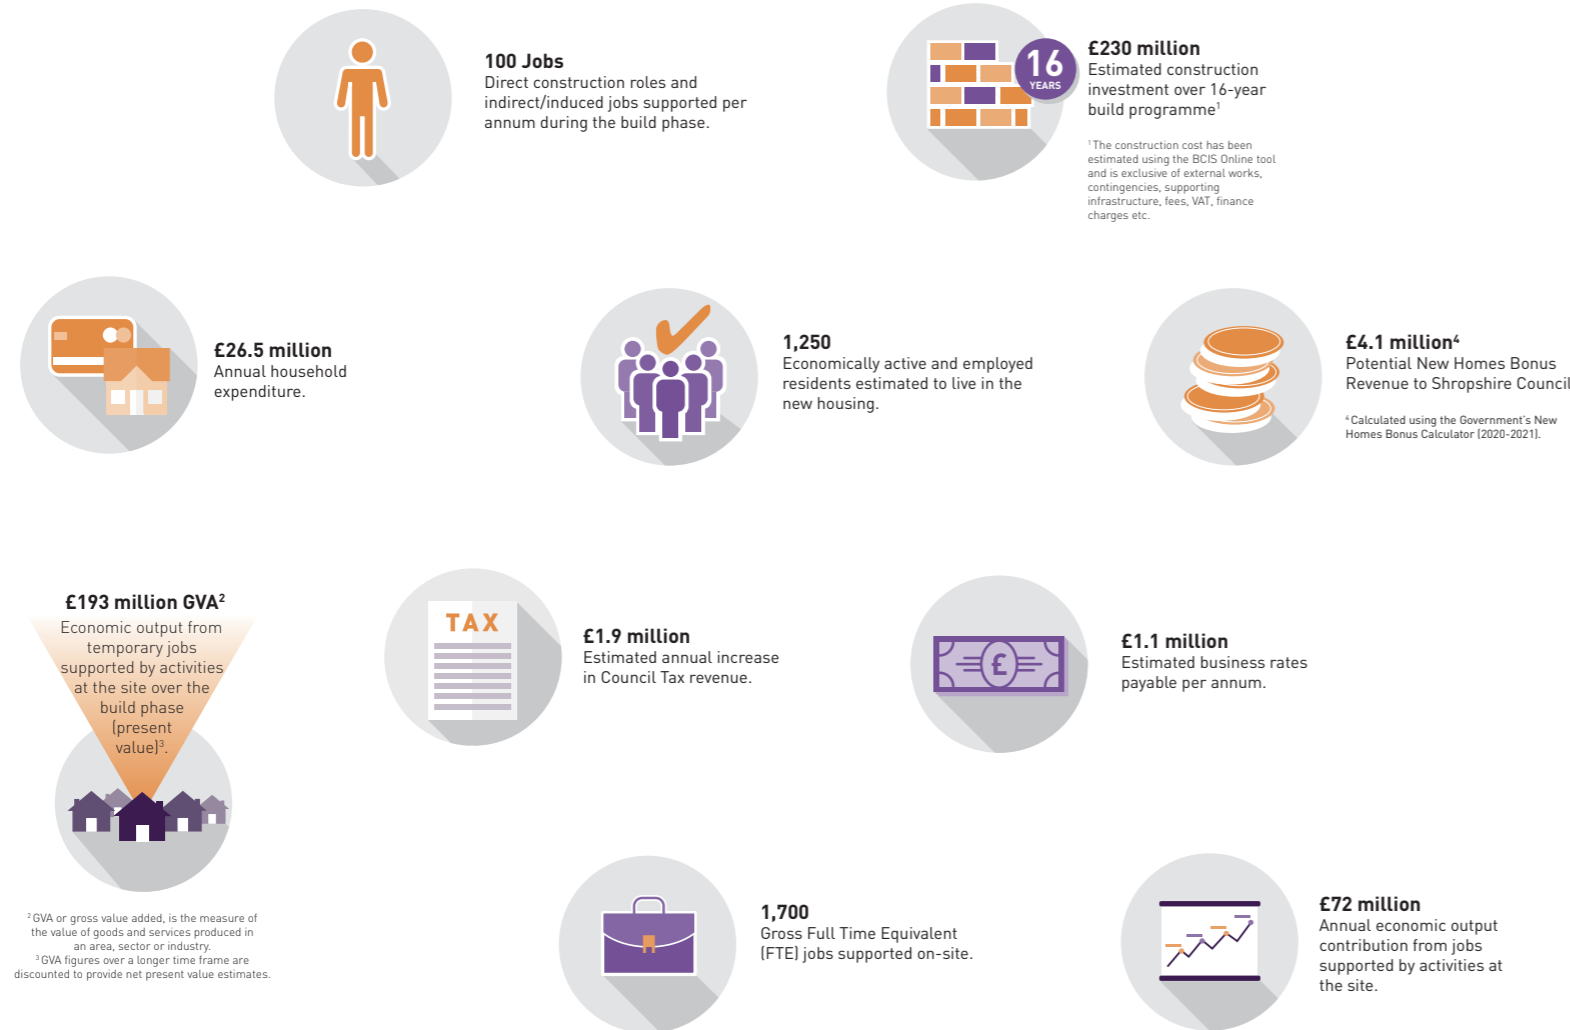 100 Jobs
Direct construction roles and
indirect/induced jobs supported per
annum during the build phase.
16
YEARS
£230 million
Estimated construction
investment over 16-year
build programme¹
¹ The construction cost has been
estimated using the BCIS Online tool
and is exclusive of external works,
contingencies, supporting
infrastructure, fees, VAT, finance
charges etc.
£26.5 million
Annual household
expenditure.
1,250
Economically active and employed
residents estimated to live in the
new housing.
£4.1 million⁴
Potential New Homes Bonus
Revenue to Shropshire Council
⁴ Calculated using the Government's New
Homes Bonus Calculator (2020-2021).
£193 million GVA²
Economic output from
temporary jobs
supported by activities
at the site over the
build phase
(present
value)³.
² GVA or gross value added, is the measure of
the value of goods and services produced in
an area, sector or industry.
³ GVA figures over a longer time frame are
discounted to provide net present value estimates.
TAX
£1.9 million
Estimated annual increase
in Council Tax revenue.
£
£1.1 million
Estimated business rates
payable per annum.
1,700
Gross Full Time Equivalent
(FTE) jobs supported on-site.
£72 million
Annual economic output
contribution from jobs
supported by activities at
the site.